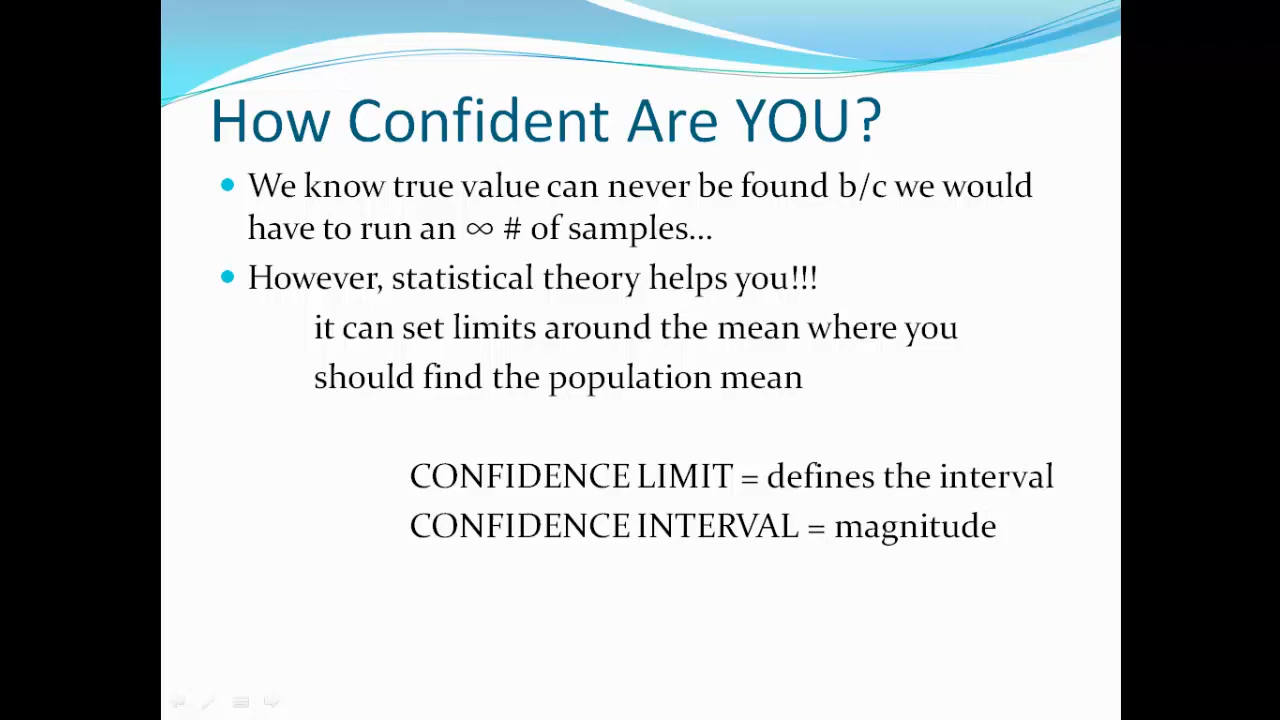 How Confident Are YOU?
• We know true value can never be found b/c we would
have to run an ∞ # of samples…
• However, statistical theory helps you!!!
it can set limits around the mean where you
should find the population mean
CONFIDENCE LIMIT = defines the interval
CONFIDENCE INTERVAL = magnitude